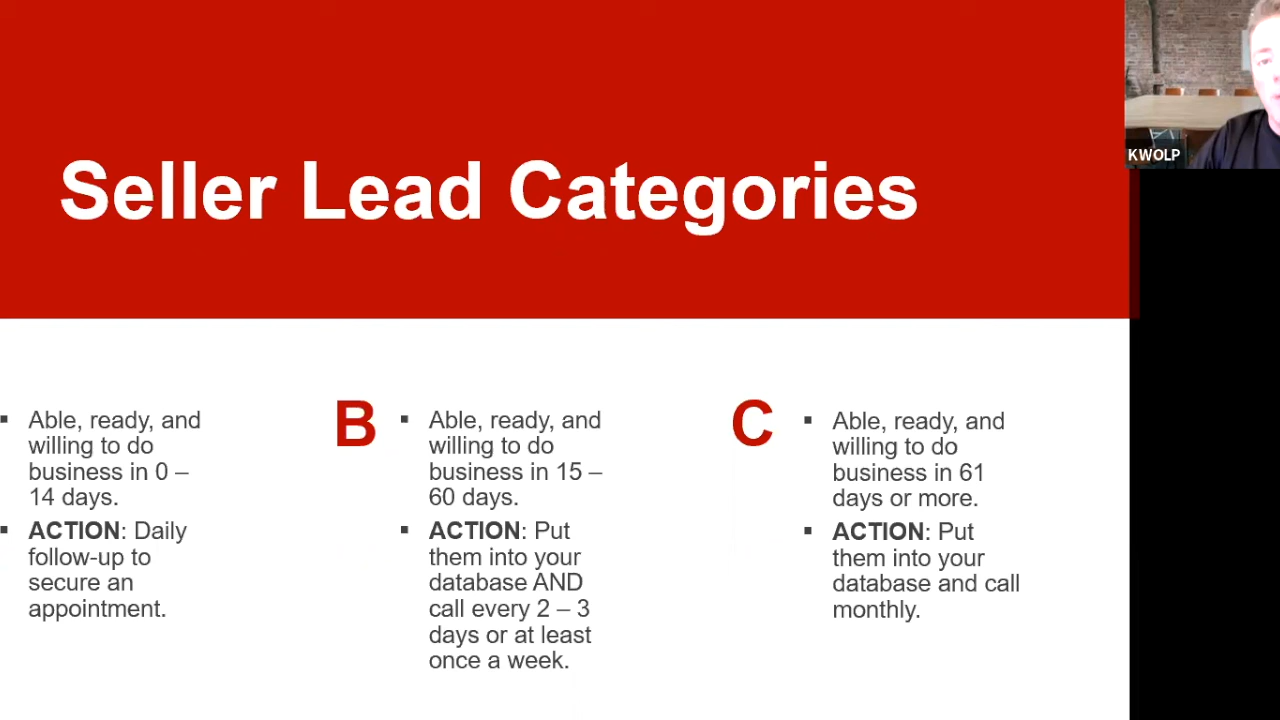 Seller Lead Categories
KWOLP
▪ Able, ready, and
willing to do
business in 0 –
14 days.
▪ ACTION: Daily
follow-up to
secure an
appointment.
B
▪ Able, ready, and
willing to do
business in 15 –
60 days.
▪ ACTION: Put
them into your
database AND
call every 2 – 3
days or at least
once a week.
C
▪ Able, ready, and
willing to do
business in 61
days or more.
▪ ACTION: Put
them into your
database and call
monthly.